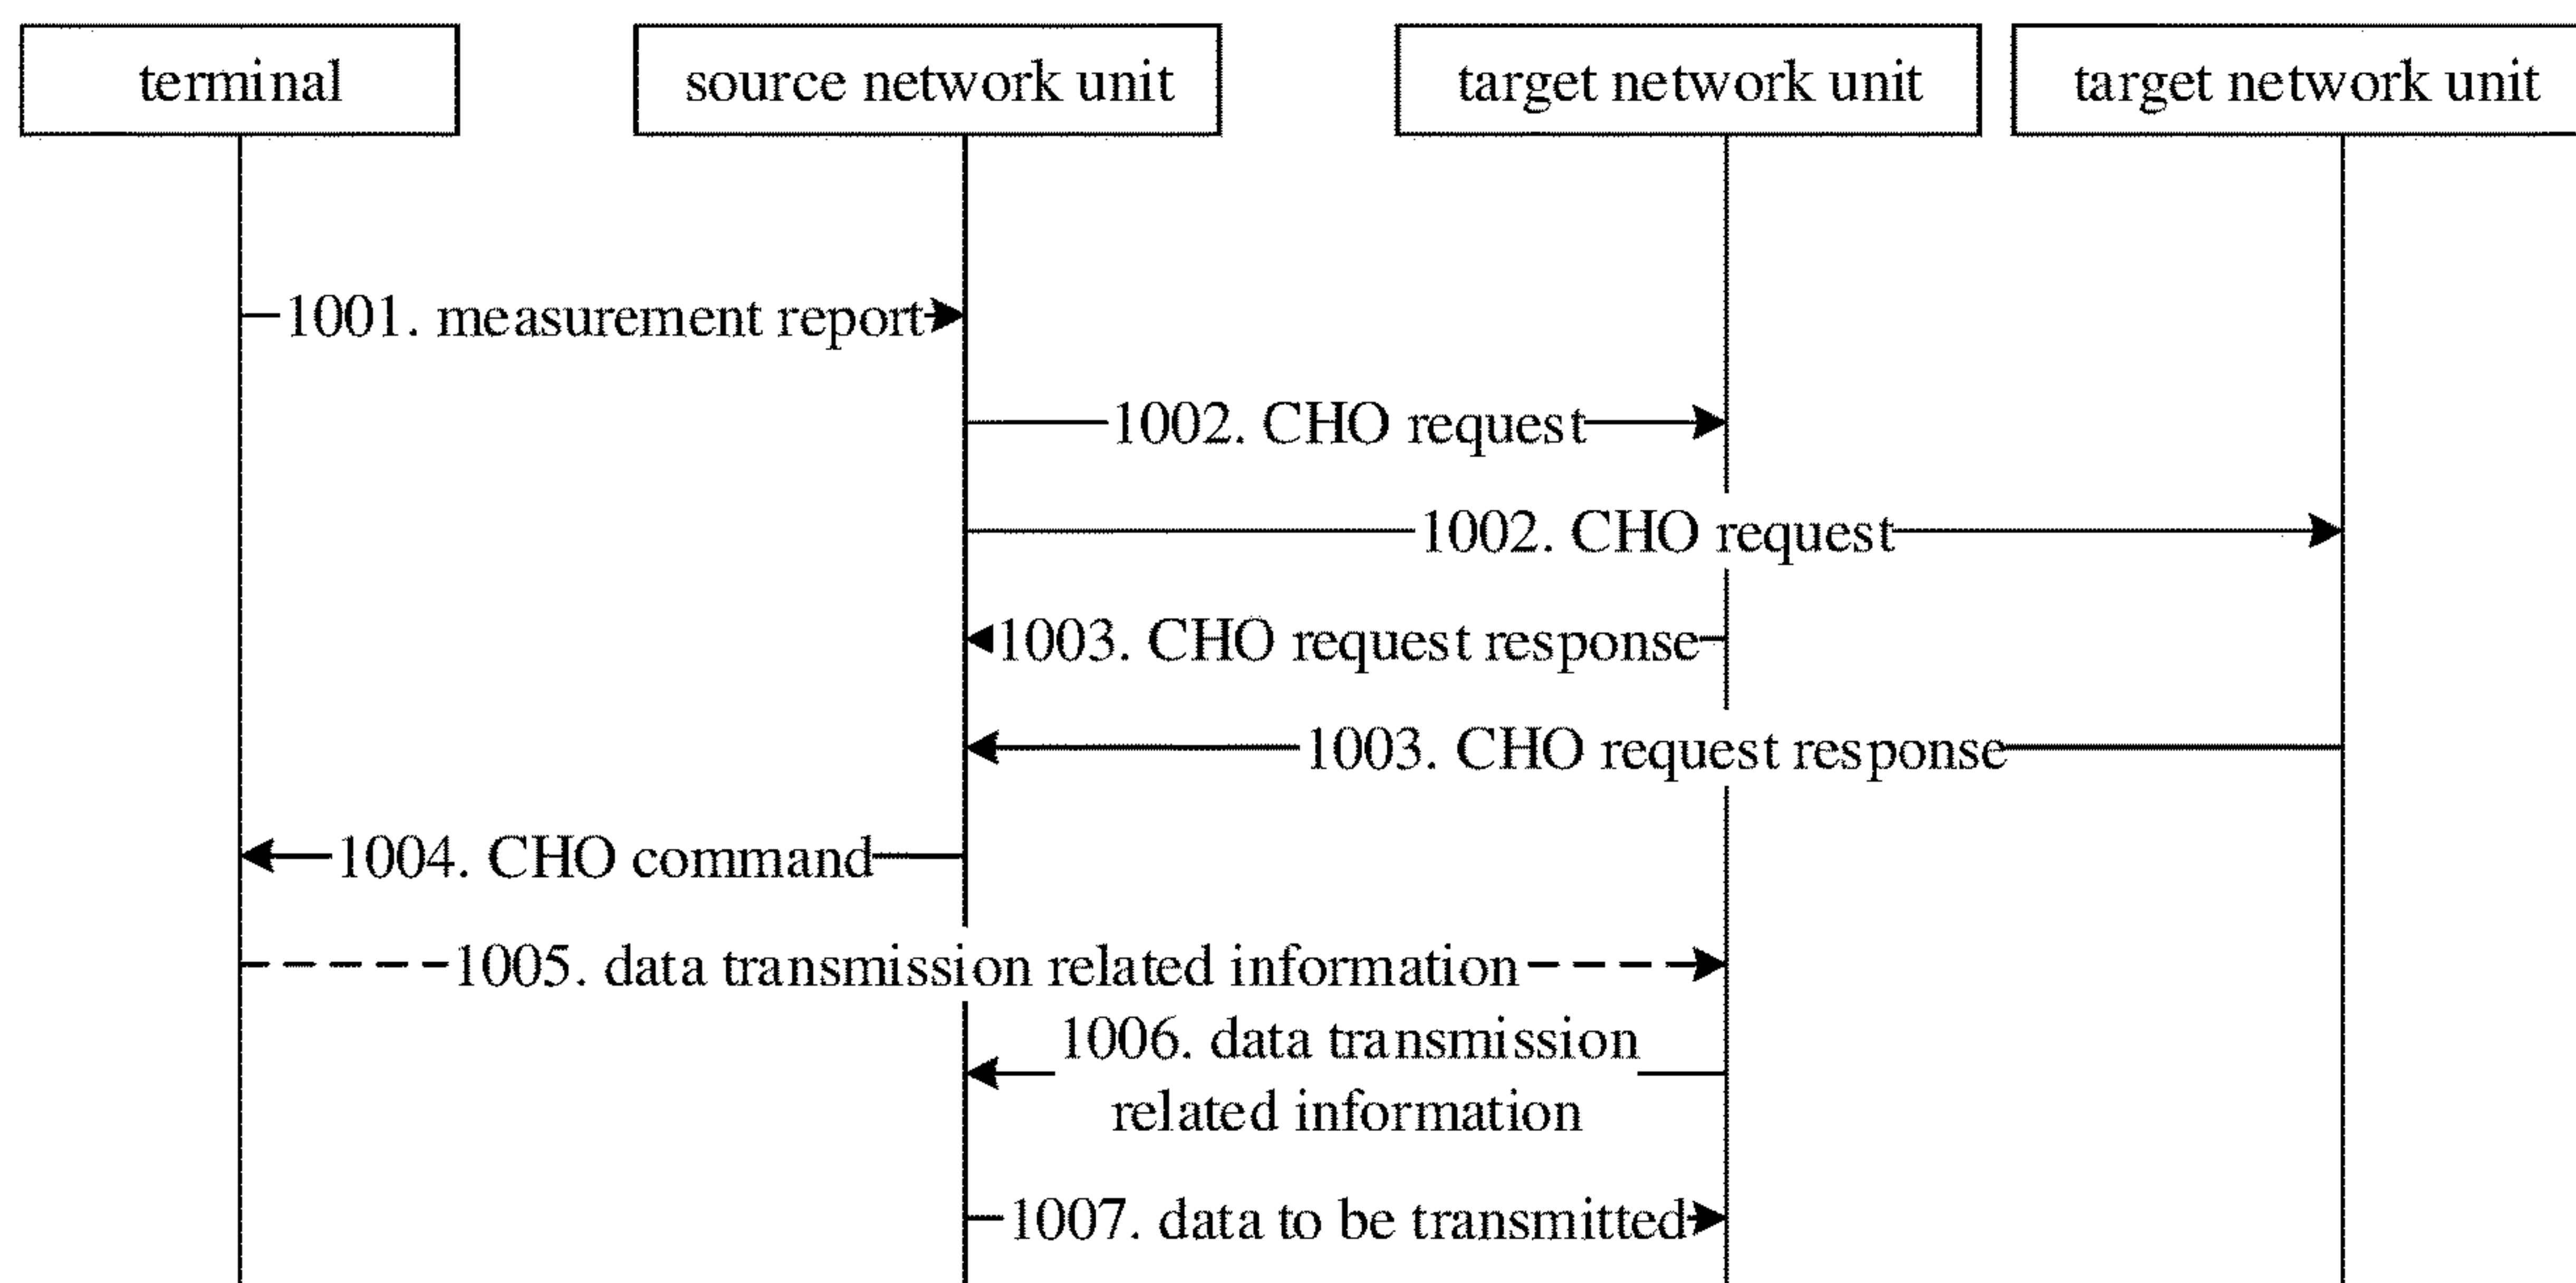 terminal
source network unit
target network unit
target network unit
1001. measurement report
1002. CHO request
1002. CHO request
1003. CHO request response
1003. CHO request response
1004. CHO command
1005. data transmission related information
1006. data transmission
related information
1007. data to be transmitted